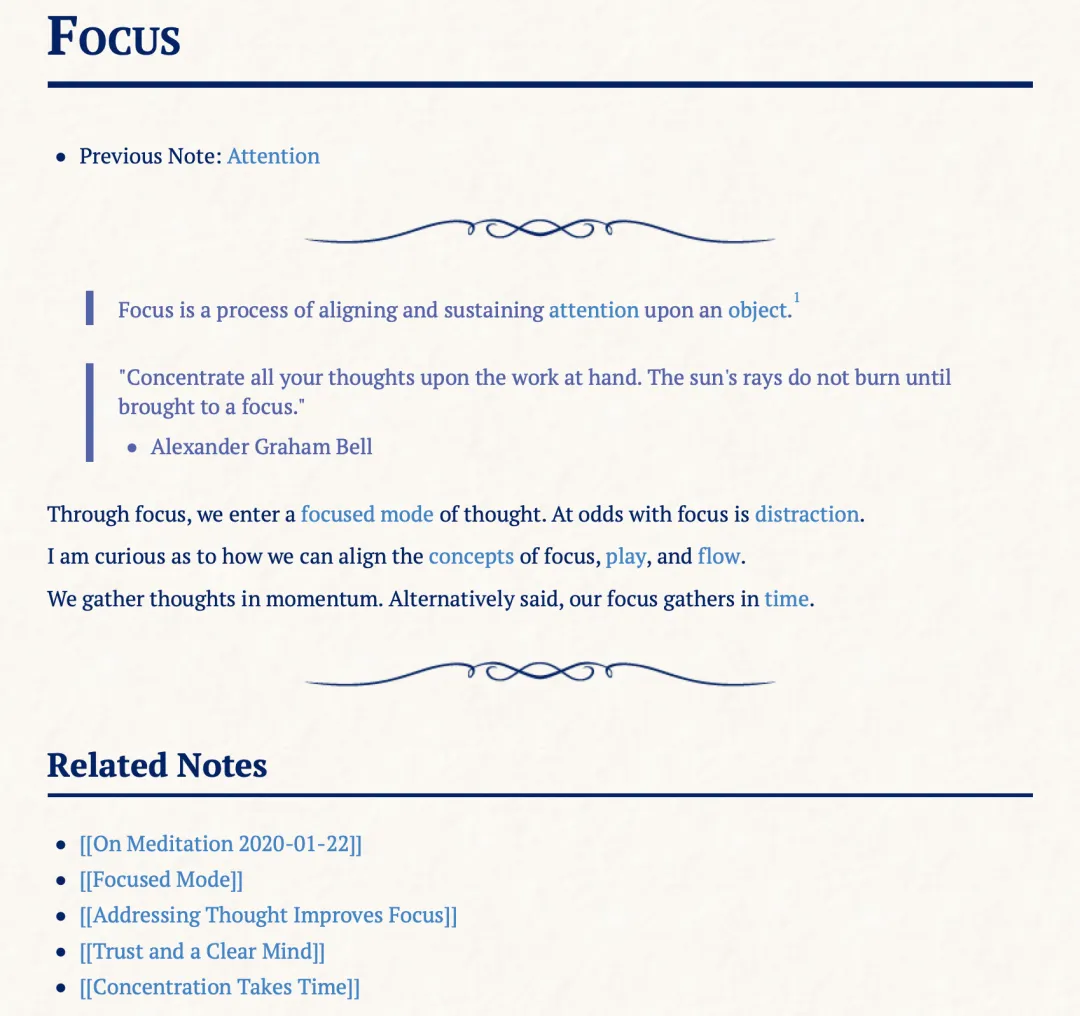 Focus
Previous Note: Attention
Focus is a process of aligning and sustaining attention upon an object.1
"Concentrate all your thoughts upon the work at hand. The sun's rays do not burn until
brought to a focus."
Alexander Graham Bell
Through focus, we enter a focused mode of thought. At odds with focus is distraction.
I am curious as to how we can align the concepts of focus, play, and flow.
We gather thoughts in momentum. Alternatively said, our focus gathers in time.
Related Notes
[[On Meditation 2020-01-22]]
[[Focused Mode]]
[[Addressing Thought Improves Focus]]
[[Trust and a Clear Mind]]
[[Concentration Takes Time]]